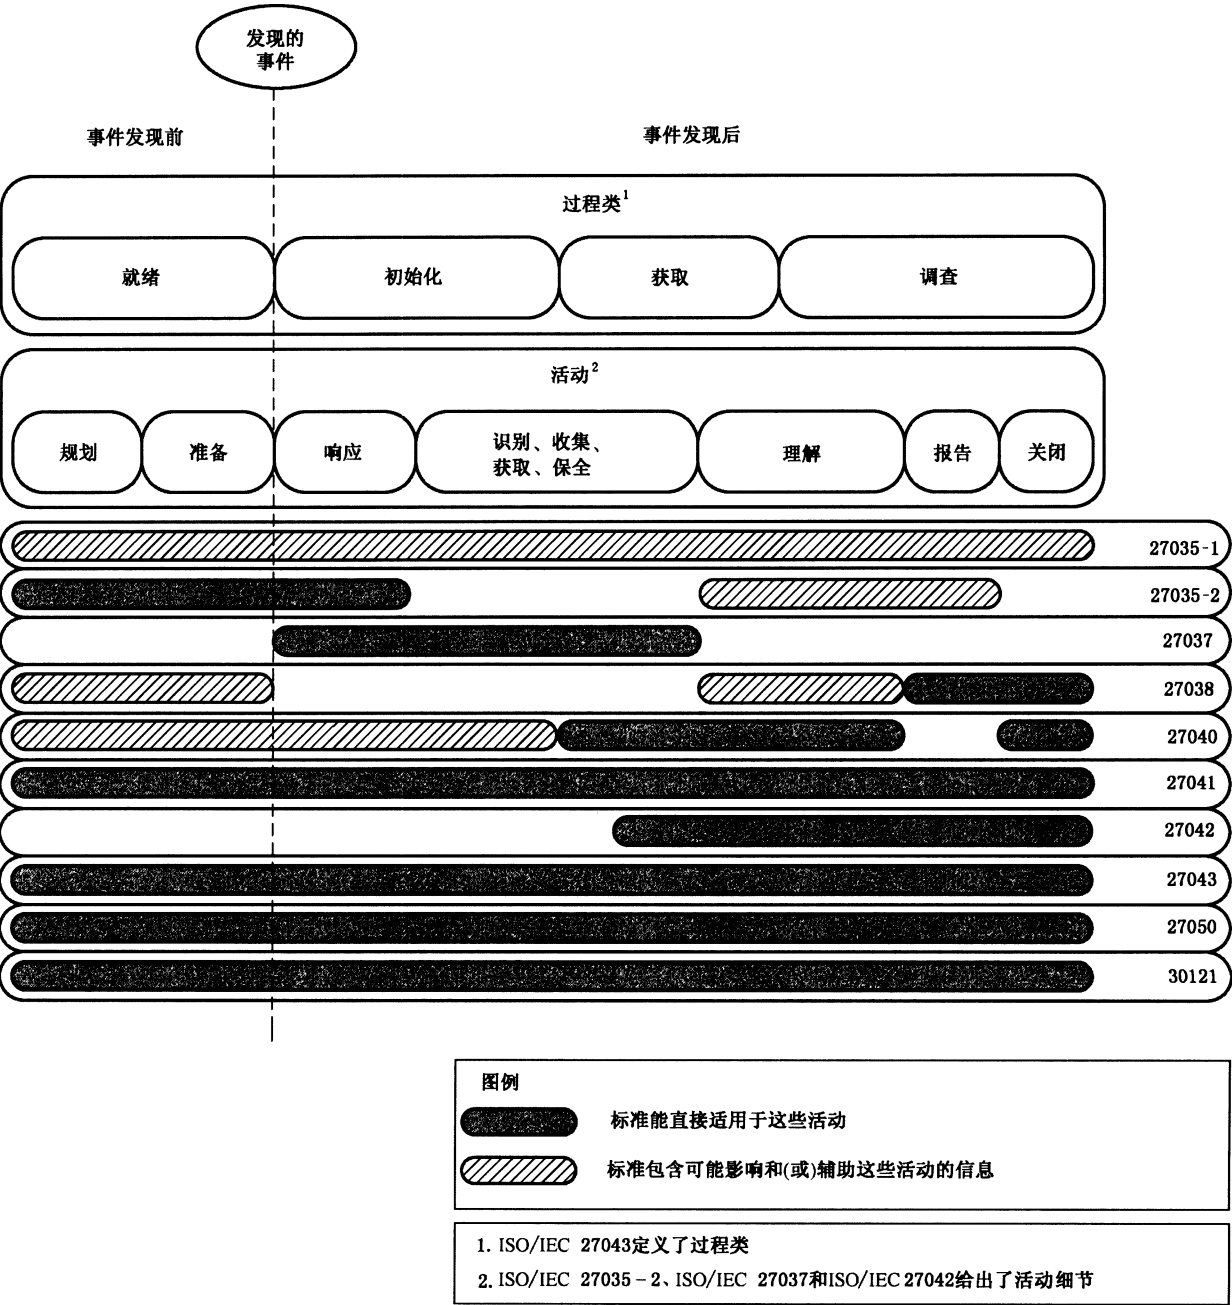 发现的
事件
事件发现前
事件发现后
过程类1
就绪
初始化
获取
调查
活动2
规划
准备
响应
识别、收集、
获取、保全
理解
报告
关闭
27035-1
27035-2
27037
27038
27040
27041
27042
27043
27050
30121
图例
标准能直接适用于这些活动
标准包含可能影响和(或)辅助这些活动的信息
1. ISO/IEC 27043定义了过程类
2. ISO/IEC 27035-2、ISO/IEC 27037和ISO/IEC 27042给出了活动细节